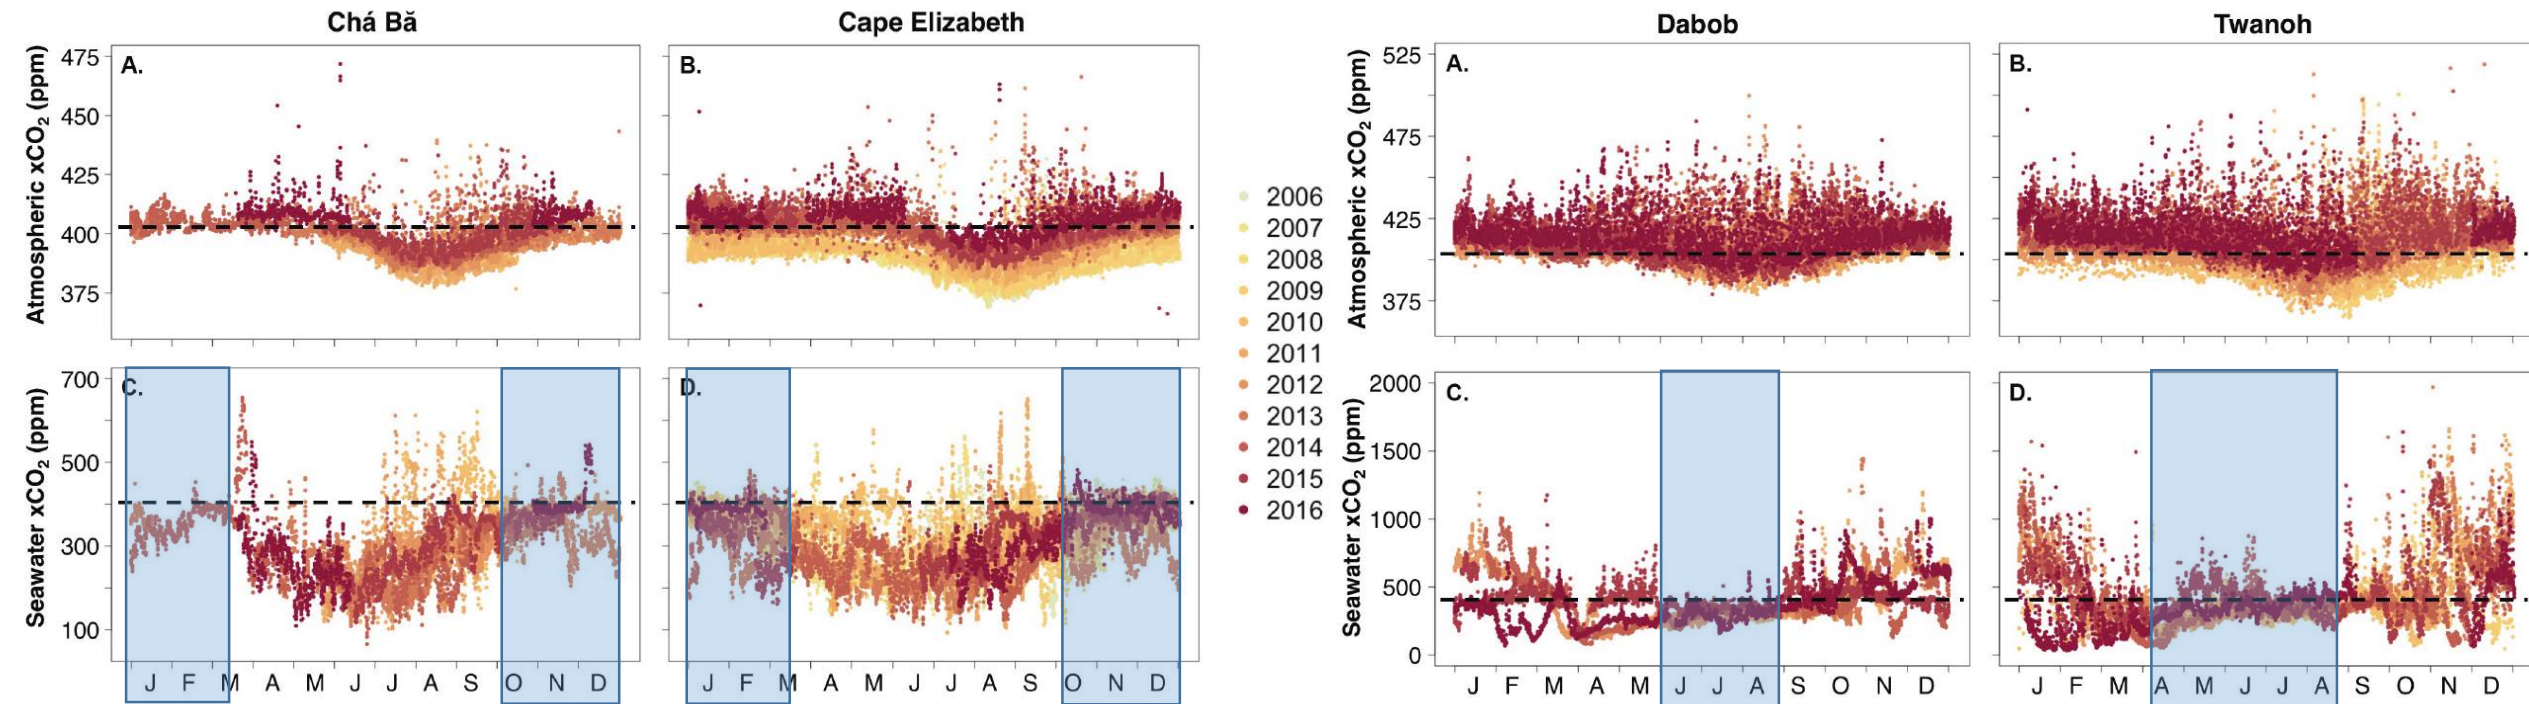 Chá Bă
Cape Elizabeth
Atmospheric xCO₂ (ppm)
475
450
425
400
375
A.
B.
Seawater xCO₂ (ppm)
700
500
300
100
C.
D.
J F M A M J J A S O N D
J F M A M J J A S O N D
2006
2007
2008
2009
2010
2011
2012
2013
2014
2015
2016
Dabob
Twanoh
Atmospheric xCO₂ (ppm)
525
475
425
375
A.
B.
Seawater xCO₂ (ppm)
2000
1500
1000
500
0
C.
D.
J F M A M J J A S O N D
J F M A M J J A S O N D